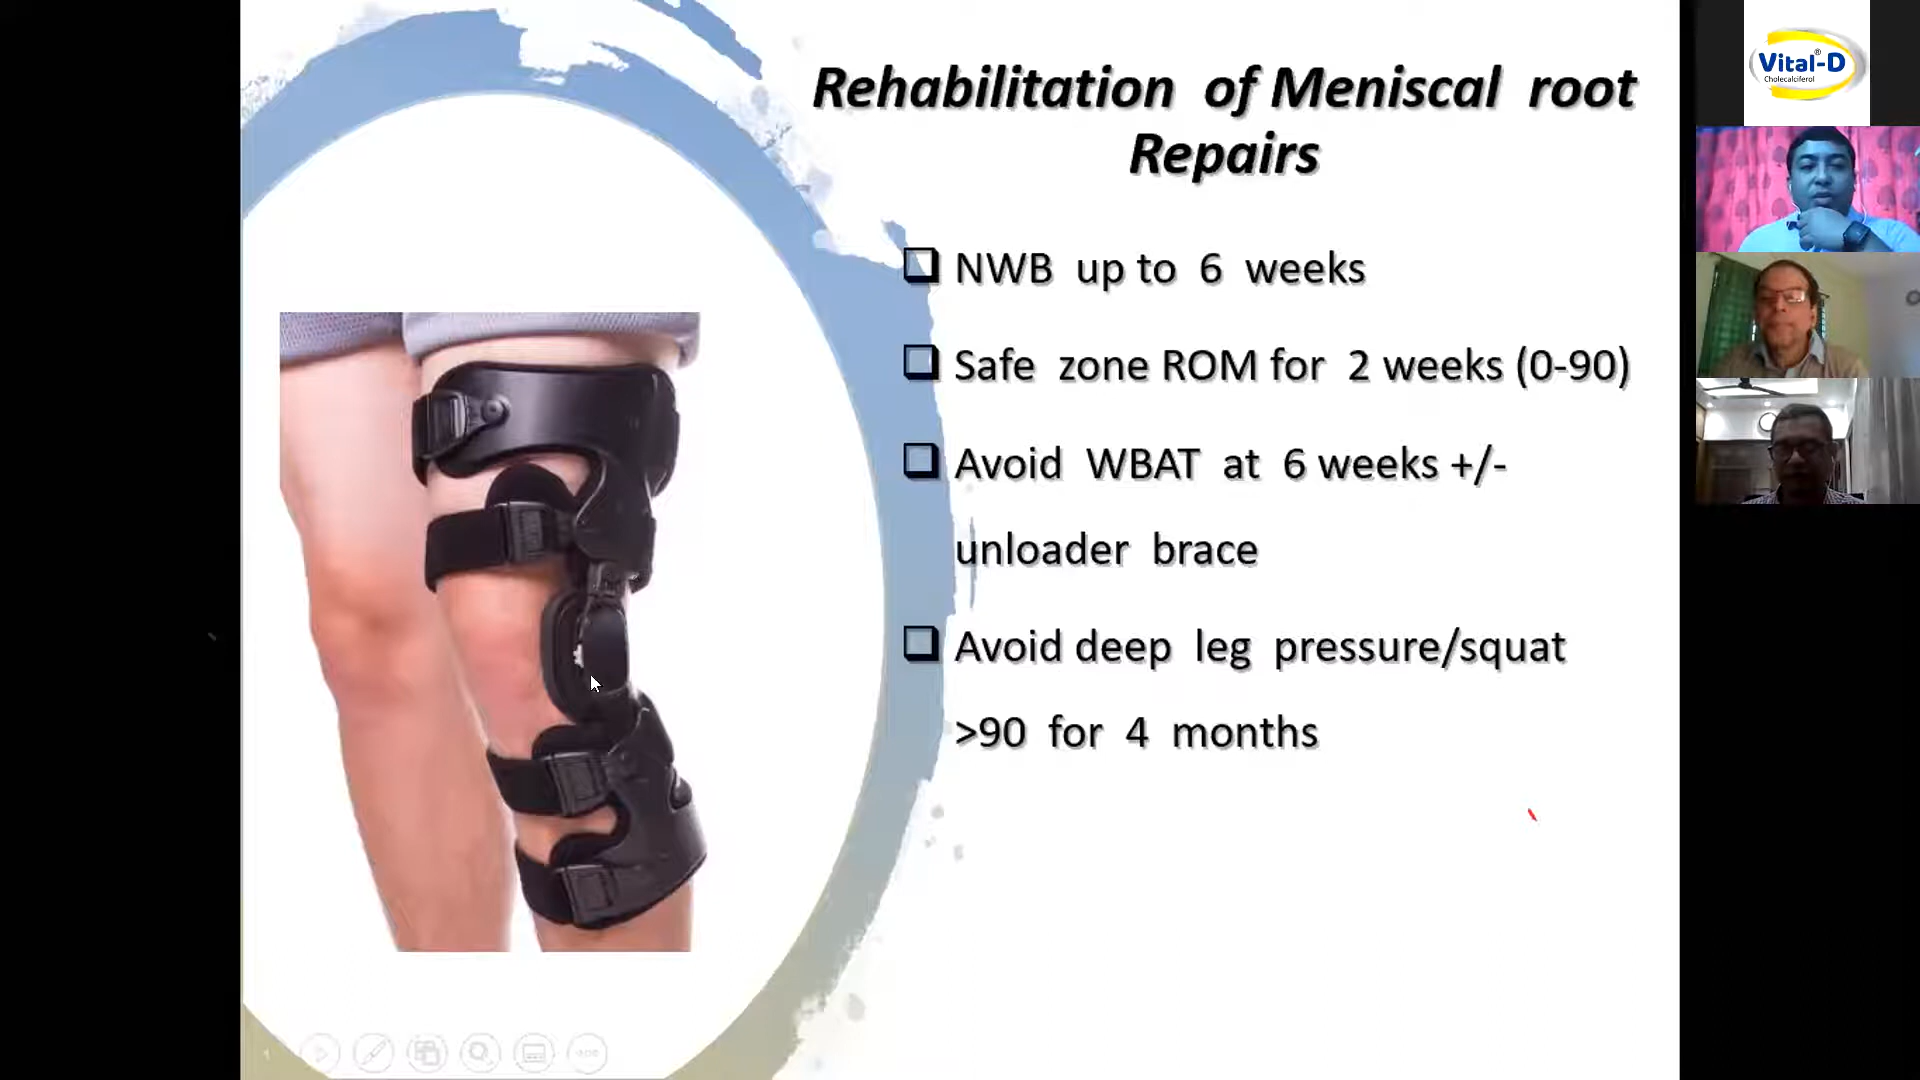 Rehabilitation of Meniscal root
Repairs
NWB up to 6 weeks
Safe zone ROM for 2 weeks (0-90)
Avoid WBAT at 6 weeks +/-
unloader brace
Avoid deep leg pressure/squat
>90 for 4 months
Vital-D®
Cholecalciferol